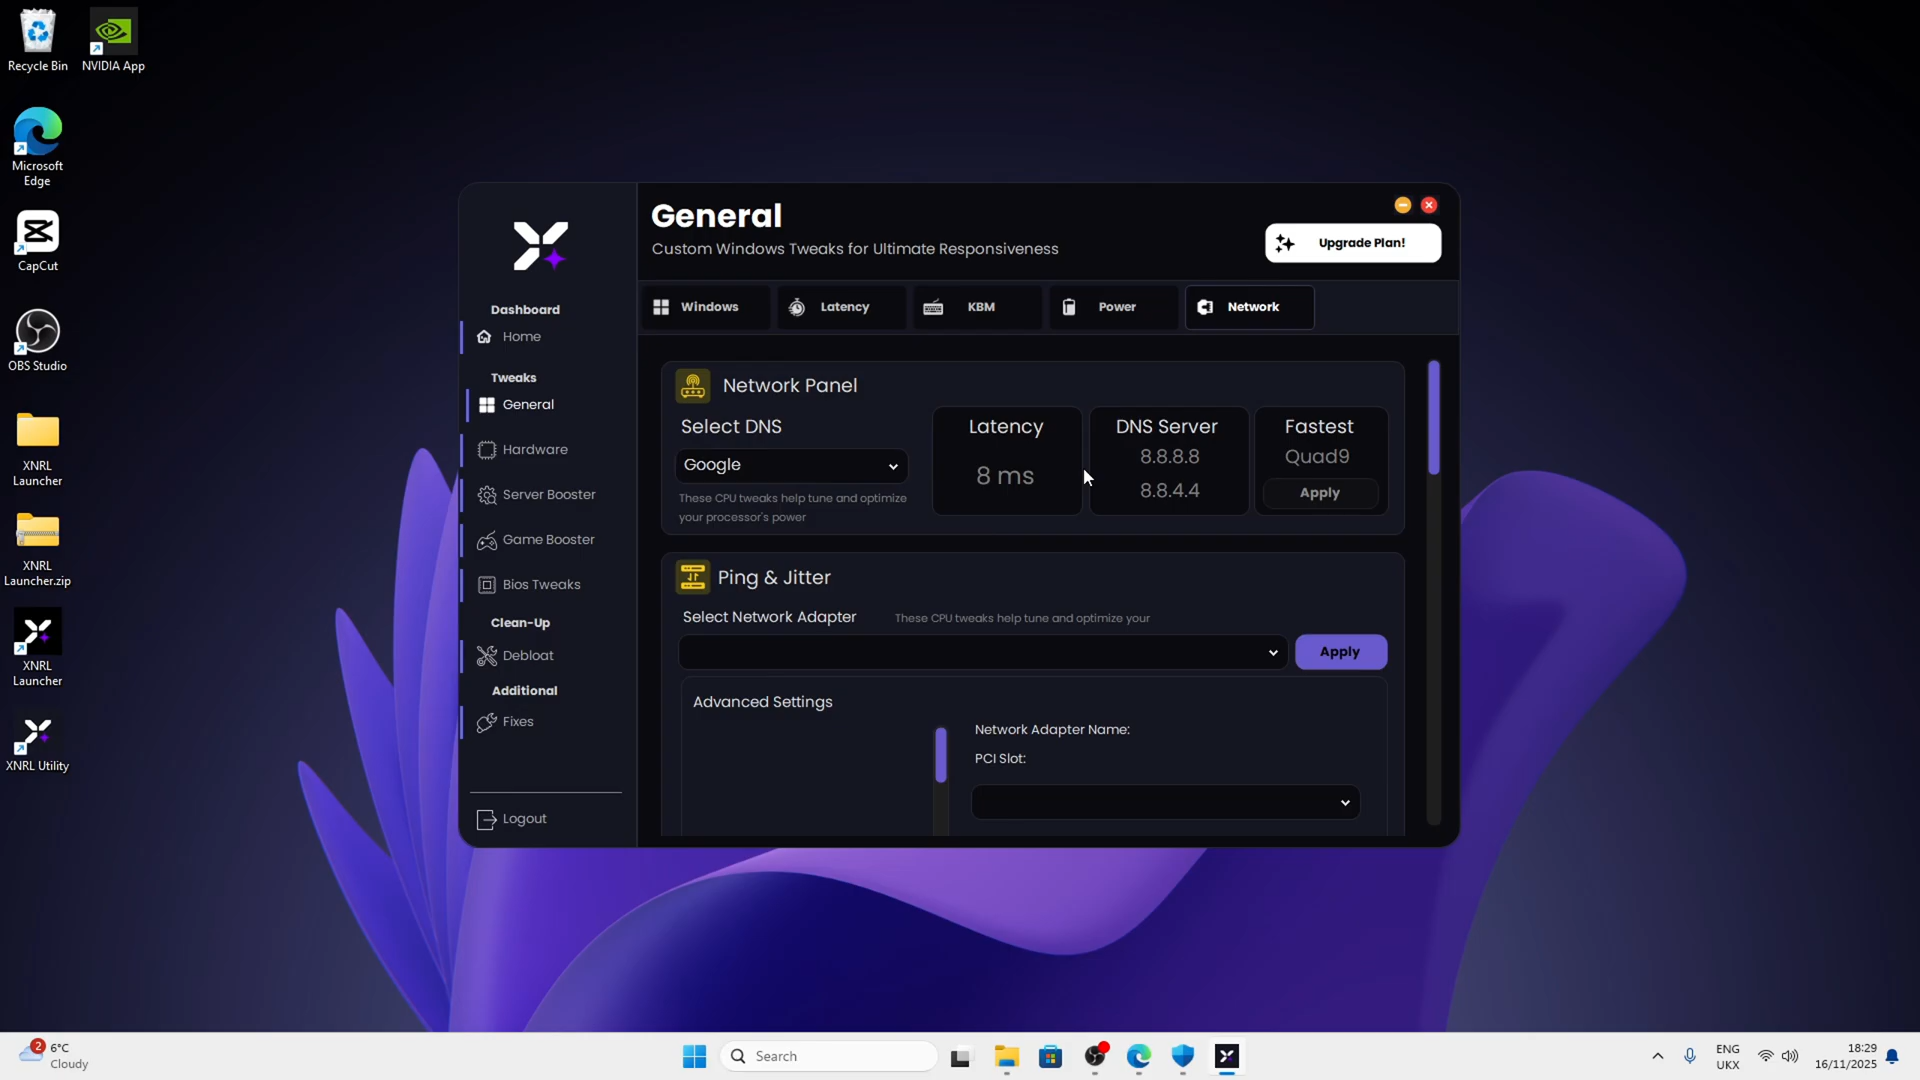 Recycle Bin
NVIDIA App
Microsoft
Edge
CapCut
OBS Studio
XNRL
Launcher
XNRL
Launcher.zip
XNRL
Launcher
XNRL Utility
Dashboard
Home
Tweaks
General
Hardware
Server Booster
Game Booster
Bios Tweaks
Clean-Up
Debloat
Additional
Fixes
Logout
General
Custom Windows Tweaks for Ultimate Responsiveness
Upgrade Plan!
Windows
Latency
KBM
Power
Network
Network Panel
Select DNS
Google
These CPU tweaks help tune and optimize
your processor's power
Latency
8 ms
DNS Server
8.8.8.8
8.8.4.4
Fastest
Quad9
Apply
Ping & Jitter
Select Network Adapter
These CPU tweaks help tune and optimize your
Apply
Advanced Settings
Network Adapter Name:
PCI Slot:
2
6°C
Cloudy
Search
ENG
UKX
18:29
16/11/2025